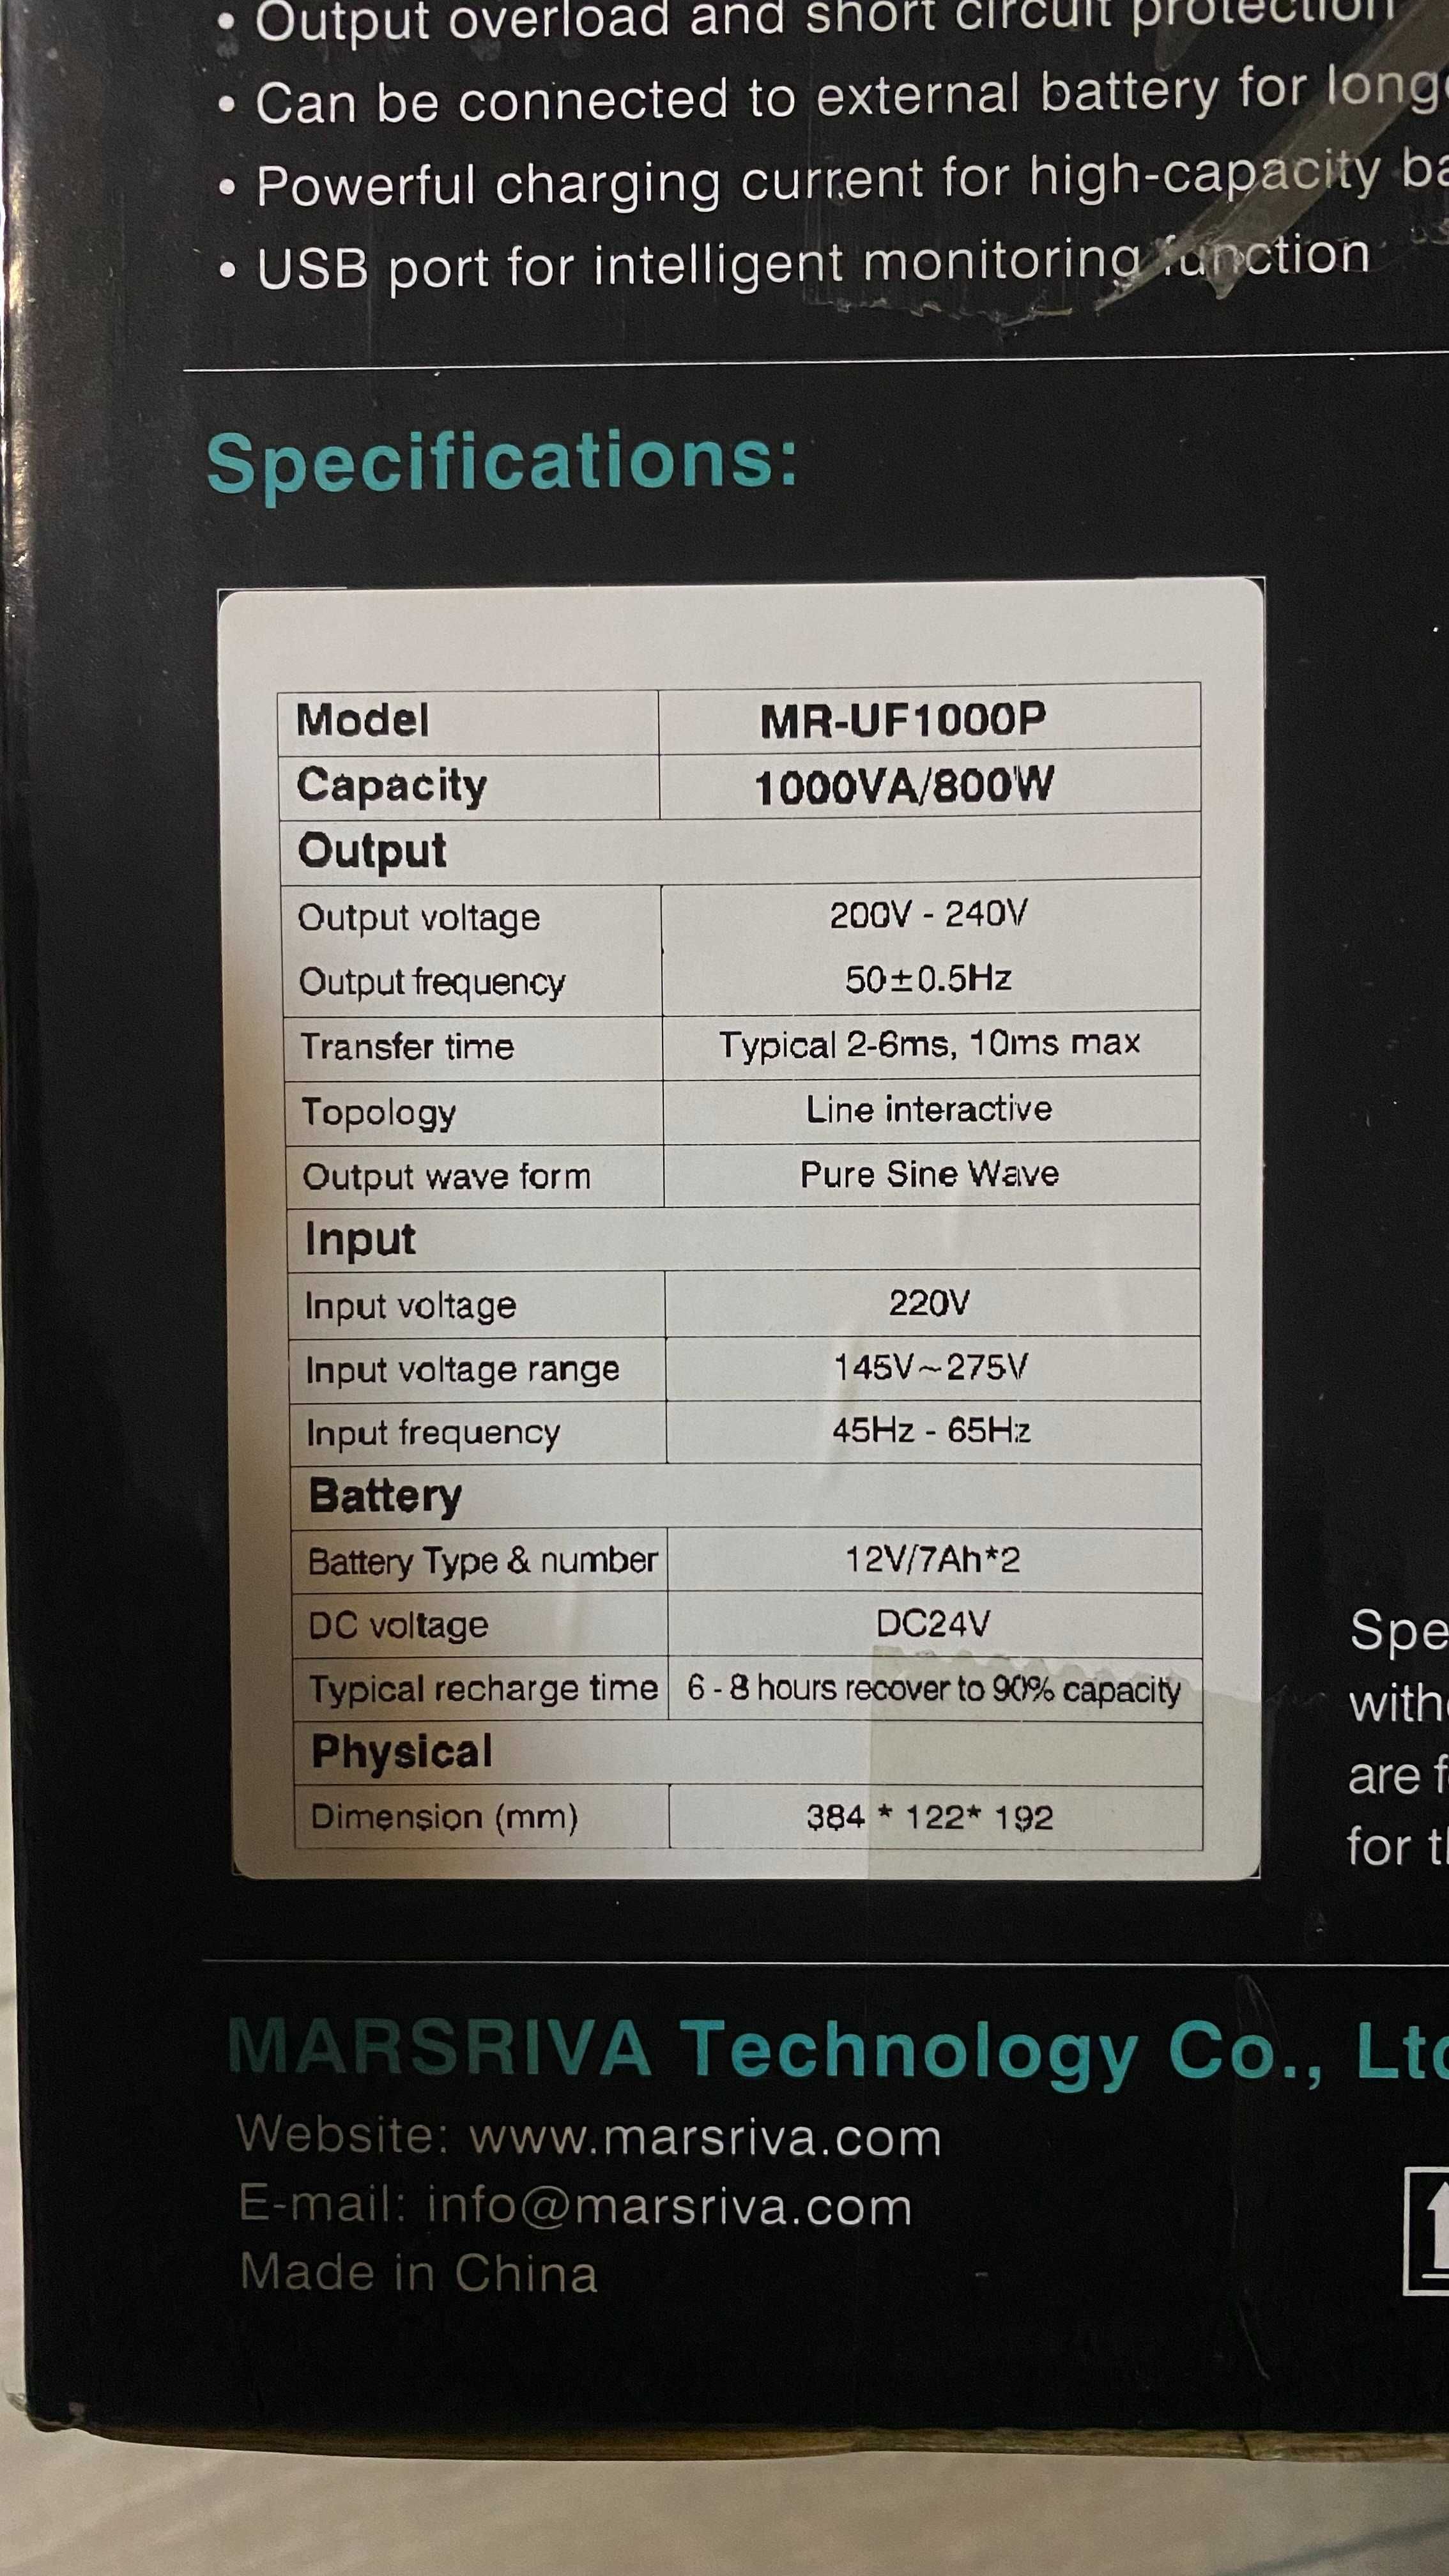 • Output overload and short circuit protection
• Can be connected to external battery for
• Powerful charging current for high-capacity
• USB port for intelligent monitoring function
Specifications:
Model MR-UF1000P
Capacity 1000VA/800W
Output
Output voltage 200V - 240V
Output frequency 50±0.5Hz
Transfer time Typical 2-6ms, 10ms max
Topology Line interactive
Output wave form Pure Sine Wave
Input
Input voltage 220V
Input voltage range 145V~275V
Input frequency 45Hz - 65Hz
Battery
Battery Type & number 12V/7Ah*2
DC voltage DC24V
Typical recharge time 6 - 8 hours recover to 90% capacity
Physical
Dimension (mm) 384 * 122* 192
are
for
MARSRIVA Technology Co.,
Website: www.marsriva.com
E-mail: info@marsriva.com
Made in China